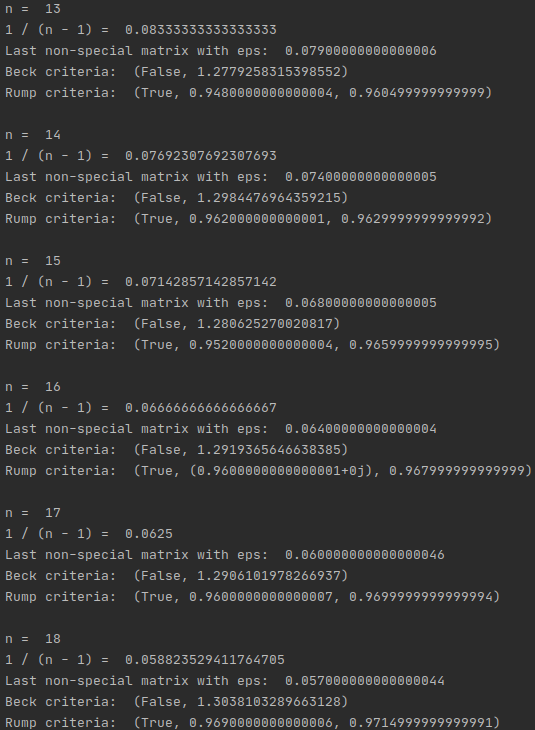 n =  13
1 / (n - 1) =  0.08333333333333333
Last non-special matrix with eps:  0.07900000000000006
Beck criteria:  (False, 1.2779258315398552)
Rump criteria:  (True, 0.9480000000000004, 0.960499999999999)
n =  14
1 / (n - 1) =  0.07692307692307693
Last non-special matrix with eps:  0.07400000000000005
Beck criteria:  (False, 1.2984476964359215)
Rump criteria:  (True, 0.962000000000001, 0.9629999999999992)
n =  15
1 / (n - 1) =  0.07142857142857142
Last non-special matrix with eps:  0.06800000000000005
Beck criteria:  (False, 1.280625270020817)
Rump criteria:  (True, 0.9520000000000004, 0.9659999999999995)
n =  16
1 / (n - 1) =  0.06666666666666667
Last non-special matrix with eps:  0.06400000000000004
Beck criteria:  (False, 1.2919365646638385)
Rump criteria:  (True, (0.9600000000000001+0j), 0.967999999999999)
n =  17
1 / (n - 1) =  0.0625
Last non-special matrix with eps:  0.060000000000000046
Beck criteria:  (False, 1.2906101978266937)
Rump criteria:  (True, 0.9600000000000007, 0.9699999999999994)
n =  18
1 / (n - 1) =  0.058823529411764705
Last non-special matrix with eps:  0.057000000000000044
Beck criteria:  (False, 1.3038103289663128)
Rump criteria:  (True, 0.9690000000000006, 0.9714999999999991)